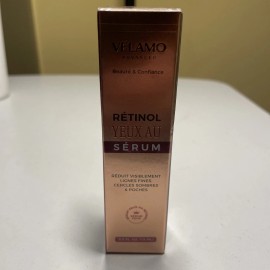 VELAMO
Beauté & Confiance
RÉTINOL
YEUX AU
SÉRUM
RÉDUIT VISIBLEMENT
LIGNES FINES,
CERCLES SOMBRES
& POCHES